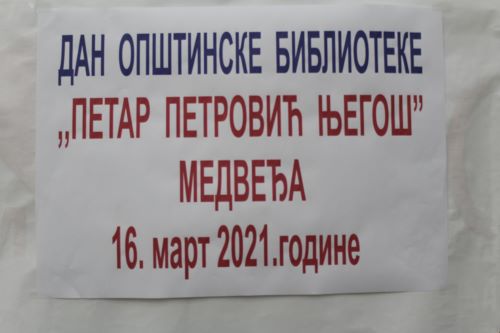 ДАН ОПШТИНСКЕ БИБЛИОТЕКЕ
,,ПЕТАР ПЕТРОВИЋ ЊЕГОШ”
МЕДВЕЂА
16. март 2021.године